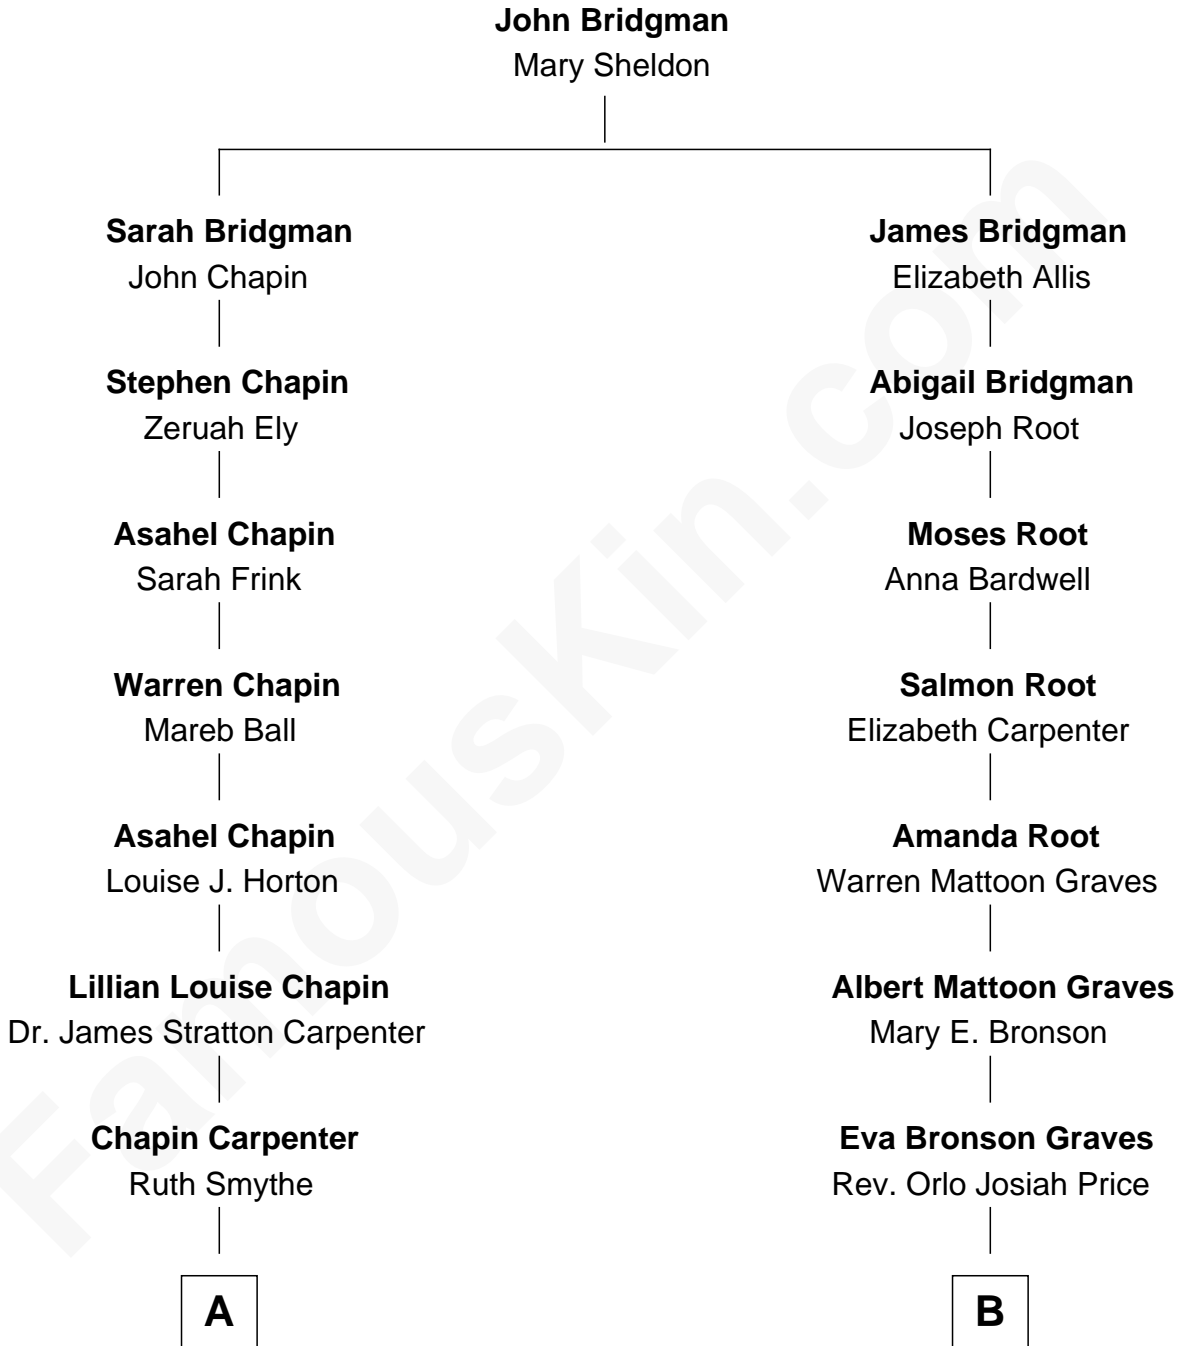 John Bridgman
Mary Sheldon
Sarah Bridgman
John Chapin
James Bridgman
Elizabeth Allis
Stephen Chapin
Zeruah Ely
Abigail Bridgman
Joseph Root
Asahel Chapin
Sarah Frink
Moses Root
Anna Bardwell
Warren Chapin
Mareb Ball
Salmon Root
Elizabeth Carpenter
Asahel Chapin
Louise J. Horton
Amanda Root
Warren Mattoon Graves
Lillian Louise Chapin
Dr. James Stratton Carpenter
Albert Mattoon Graves
Mary E. Bronson
Chapin Carpenter
Ruth Smythe
Eva Bronson Graves
Rev. Orlo Josiah Price
A
B
FamousKin.com